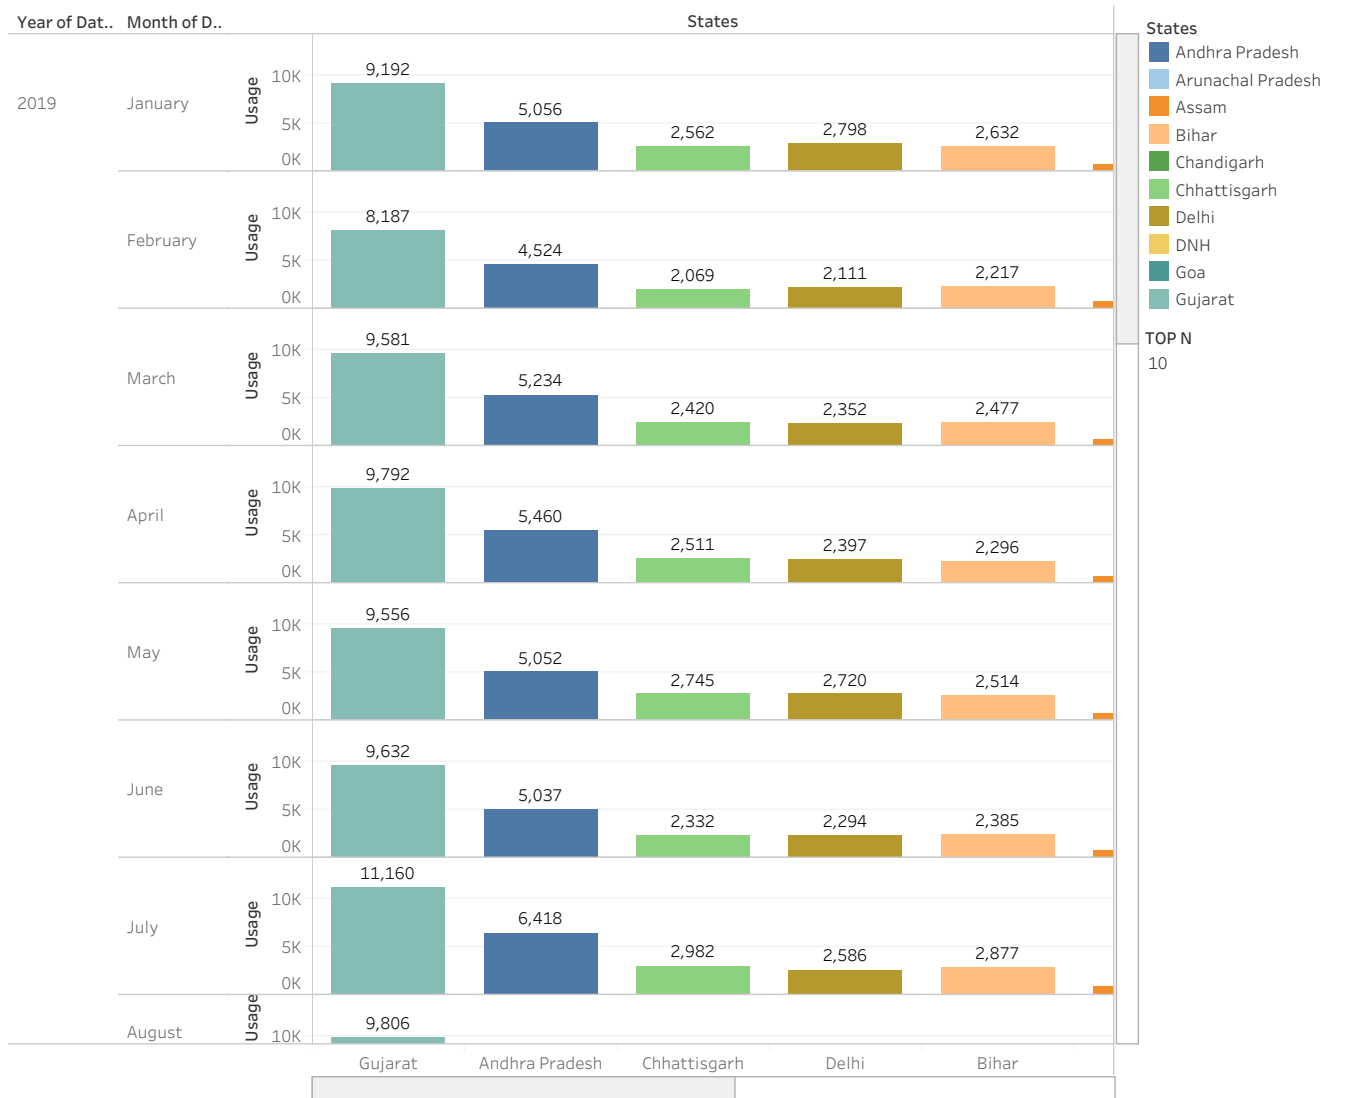 Year of Dat.. Month of D.. States
2019 January Usage 10K 5K 0K 9,192 5,056 2,562 2,798 2,632
February Usage 10K 5K 0K 8,187 4,524 2,069 2,111 2,217
March Usage 10K 5K 0K 9,581 5,234 2,420 2,352 2,477
April Usage 10K 5K 0K 9,792 5,460 2,511 2,397 2,296
May Usage 10K 5K 0K 9,556 5,052 2,745 2,720 2,514
June Usage 10K 5K 0K 9,632 5,037 2,332 2,294 2,385
July Usage 10K 5K 0K 11,160 6,418 2,982 2,586 2,877
August Usage 10K 9,806
Gujarat Andhra Pradesh Chhattisgarh Delhi Bihar
States
Andhra Pradesh
Arunachal Pradesh
Assam
Bihar
Chandigarh
Chhattisgarh
Delhi
DNH
Goa
Gujarat
TOP N
10